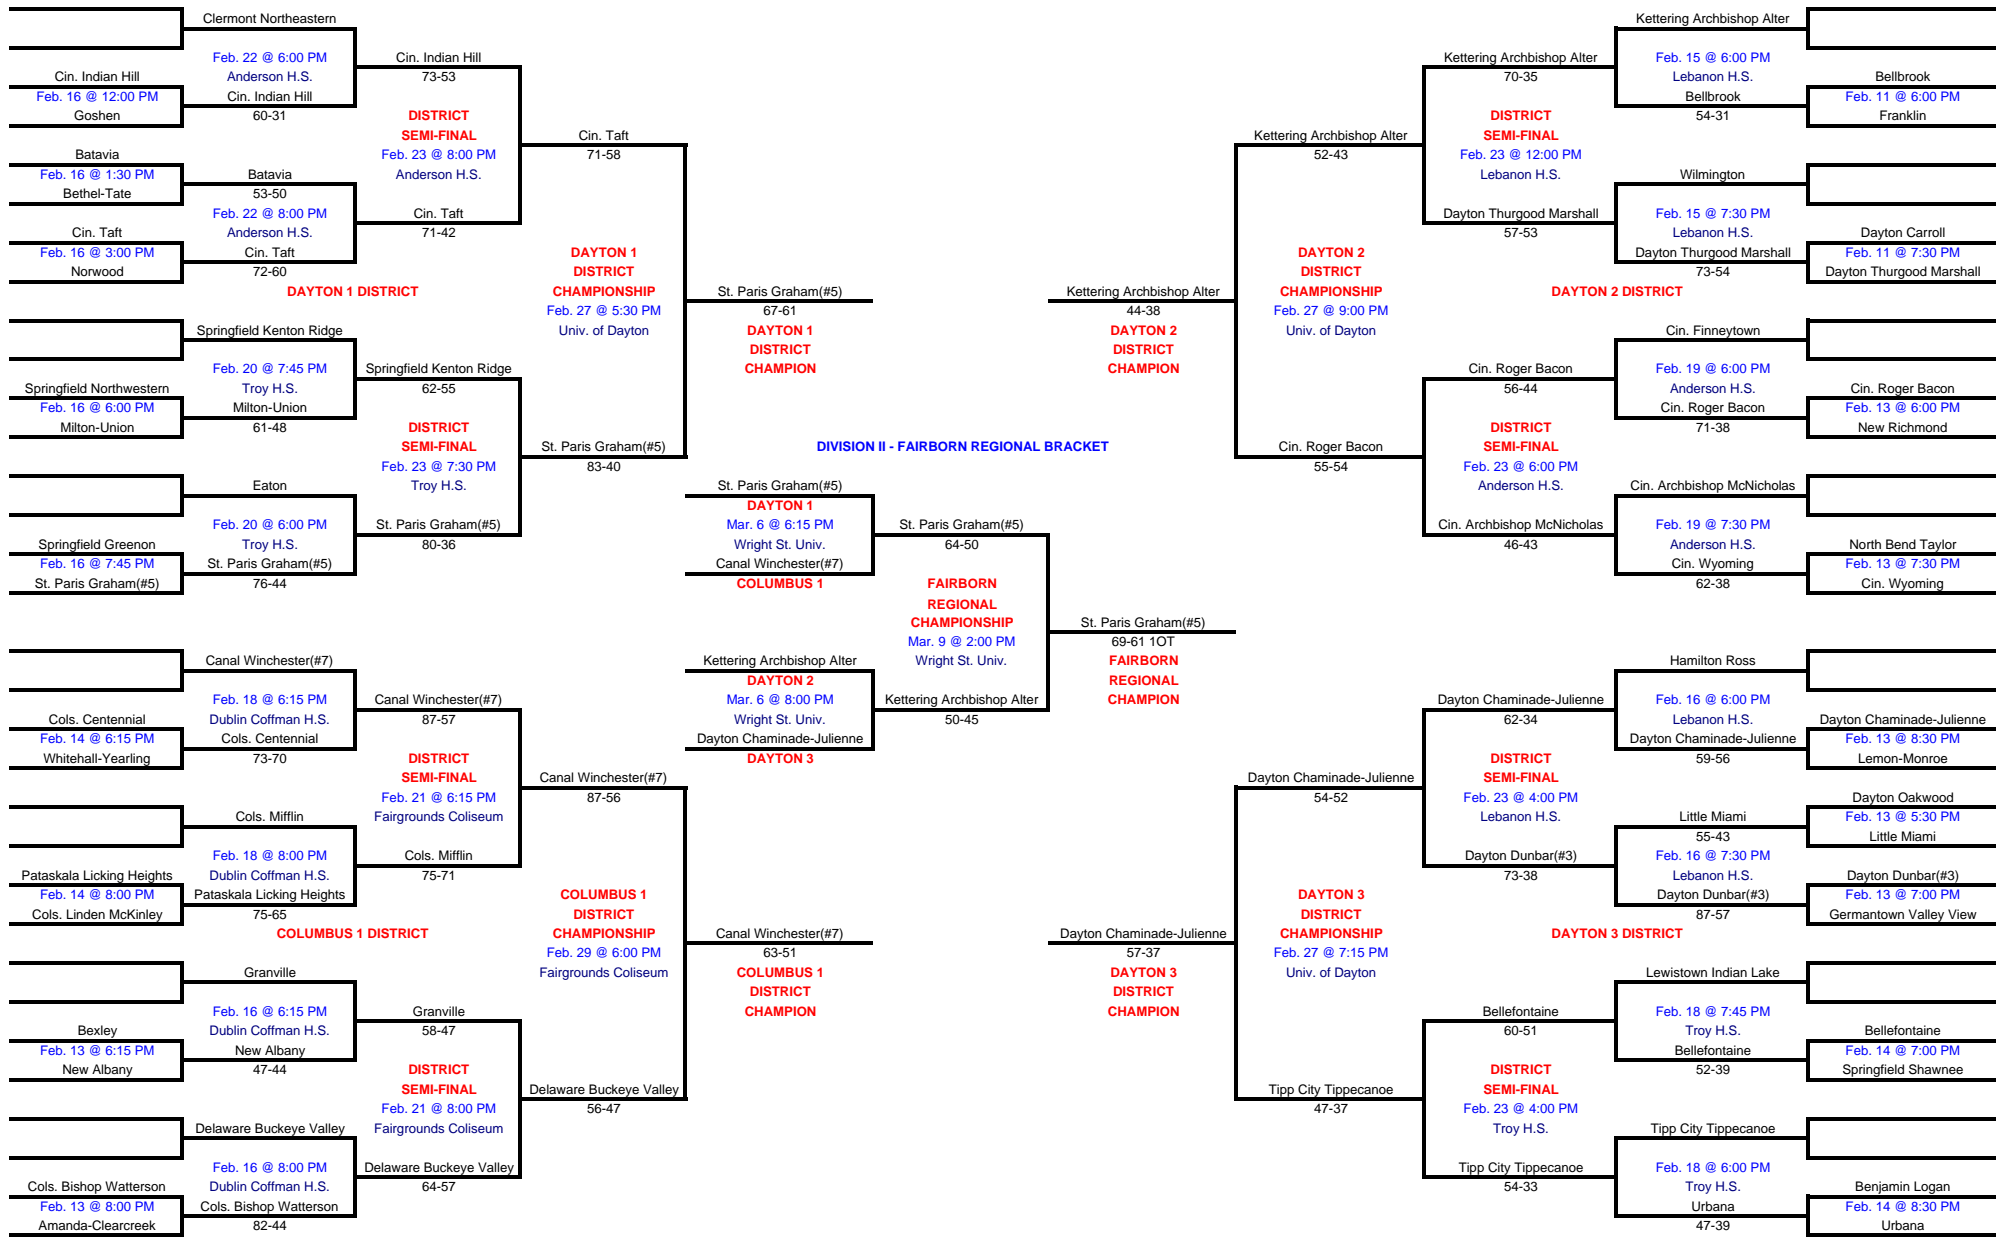 Clermont Northeastern
Feb. 22 @ 6:00 PM
Cin. Indian Hill
Cin. Indian Hill
Anderson H.S.
73-53
Feb. 16 @ 12:00 PM
Cin. Indian Hill
Goshen
60-31
DISTRICT
SEMI-FINAL
Cin. Taft
Batavia
Feb. 23 @ 8:00 PM
71-58
Feb. 16 @ 1:30 PM
Batavia
Anderson H.S.
Bethel-Tate
53-50
Feb. 22 @ 8:00 PM
Cin. Taft
Cin. Taft
Anderson H.S.
71-42
Feb. 16 @ 3:00 PM
Cin. Taft
DAYTON 1
Norwood
72-60
DISTRICT
DAYTON 1 DISTRICT
CHAMPIONSHIP
St. Paris Graham(#5)
Feb. 27 @ 5:30 PM
67-61
Springfield Kenton Ridge
Univ. of Dayton
DAYTON 1
DISTRICT
Feb. 20 @ 7:45 PM
Springfield Kenton Ridge
CHAMPION
Springfield Northwestern
Troy H.S.
62-55
Feb. 16 @ 6:00 PM
Milton-Union
Milton-Union
61-48
DISTRICT
SEMI-FINAL
St. Paris Graham(#5)
Feb. 23 @ 7:30 PM
83-40
Eaton
Troy H.S.
Feb. 20 @ 6:00 PM
St. Paris Graham(#5)
Springfield Greenon
Troy H.S.
80-36
Feb. 16 @ 7:45 PM
St. Paris Graham(#5)
St. Paris Graham(#5)
76-44
DIVISION II - FAIRBORN REGIONAL BRACKET
St. Paris Graham(#5)
DAYTON 1
Mar. 6 @ 6:15 PM
St. Paris Graham(#5)
Wright St. Univ.
64-50
Canal Winchester(#7)
COLUMBUS 1
FAIRBORN
REGIONAL
CHAMPIONSHIP
St. Paris Graham(#5)
Mar. 9 @ 2:00 PM
69-61 1OT
Wright St. Univ.
FAIRBORN
REGIONAL
CHAMPION
Kettering Archbishop Alter
DAYTON 2
Mar. 6 @ 8:00 PM
Kettering Archbishop Alter
Wright St. Univ.
50-45
Dayton Chaminade-Julienne
DAYTON 3
Canal Winchester(#7)
Feb. 18 @ 6:15 PM
Canal Winchester(#7)
Cols. Centennial
Dublin Coffman H.S.
87-57
Feb. 14 @ 6:15 PM
Cols. Centennial
Whitehall-Yearling
73-70
DISTRICT
SEMI-FINAL
Canal Winchester(#7)
Feb. 21 @ 6:15 PM
87-56
Cols. Mifflin
Fairgrounds Coliseum
Feb. 18 @ 8:00 PM
Cols. Mifflin
Pataskala Licking Heights
Dublin Coffman H.S.
75-71
Feb. 14 @ 8:00 PM
Pataskala Licking Heights
COLUMBUS 1
Cols. Linden McKinley
75-65
DISTRICT
COLUMBUS 1 DISTRICT
CHAMPIONSHIP
Canal Winchester(#7)
Feb. 29 @ 6:00 PM
63-51
Granville
Fairgrounds Coliseum
COLUMBUS 1
DISTRICT
Feb. 16 @ 6:15 PM
Granville
CHAMPION
Bexley
Dublin Coffman H.S.
58-47
Feb. 13 @ 6:15 PM
New Albany
New Albany
47-44
DISTRICT
SEMI-FINAL
Delaware Buckeye Valley
Feb. 21 @ 8:00 PM
56-47
Delaware Buckeye Valley
Fairgrounds Coliseum
Feb. 16 @ 8:00 PM
Delaware Buckeye Valley
Cols. Bishop Watterson
Dublin Coffman H.S.
64-57
Feb. 13 @ 8:00 PM
Cols. Bishop Watterson
Amanda-Clearcreek
82-44
Kettering Archbishop Alter
Kettering Archbishop Alter
Feb. 15 @ 6:00 PM
70-35
Lebanon H.S.
Bellbrook
Bellbrook
Feb. 11 @ 6:00 PM
DISTRICT
54-31
Franklin
Kettering Archbishop Alter
SEMI-FINAL
52-43
Feb. 23 @ 12:00 PM
Lebanon H.S.
Wilmington
Dayton Thurgood Marshall
Feb. 15 @ 7:30 PM
57-53
Lebanon H.S.
Dayton Carroll
DAYTON 2
Dayton Thurgood Marshall
Feb. 11 @ 7:30 PM
DISTRICT
73-54
Dayton Thurgood Marshall
Kettering Archbishop Alter
CHAMPIONSHIP
DAYTON 2 DISTRICT
44-38
Feb. 27 @ 9:00 PM
DAYTON 2
Univ. of Dayton
Cin. Finneytown
DISTRICT
CHAMPION
Cin. Roger Bacon
Feb. 19 @ 6:00 PM
56-44
Anderson H.S.
Cin. Roger Bacon
Cin. Roger Bacon
Feb. 13 @ 6:00 PM
DISTRICT
71-38
New Richmond
Cin. Roger Bacon
SEMI-FINAL
55-54
Feb. 23 @ 6:00 PM
Anderson H.S.
Cin. Archbishop McNicholas
Cin. Archbishop McNicholas
Feb. 19 @ 7:30 PM
46-43
Anderson H.S.
North Bend Taylor
Cin. Wyoming
Feb. 13 @ 7:30 PM
62-38
Cin. Wyoming
Hamilton Ross
Dayton Chaminade-Julienne
Feb. 16 @ 6:00 PM
62-34
Lebanon H.S.
Dayton Chaminade-Julienne
Dayton Chaminade-Julienne
Feb. 13 @ 8:30 PM
DISTRICT
59-56
Lemon-Monroe
Dayton Chaminade-Julienne
SEMI-FINAL
54-52
Feb. 23 @ 4:00 PM
Dayton Oakwood
Lebanon H.S.
Little Miami
Feb. 13 @ 5:30 PM
55-43
Little Miami
Dayton Dunbar(#3)
Feb. 16 @ 7:30 PM
73-38
Lebanon H.S.
Dayton Dunbar(#3)
DAYTON 3
Dayton Dunbar(#3)
Feb. 13 @ 7:00 PM
DISTRICT
87-57
Germantown Valley View
Dayton Chaminade-Julienne
CHAMPIONSHIP
DAYTON 3 DISTRICT
57-37
Feb. 27 @ 7:15 PM
DAYTON 3
Univ. of Dayton
Lewistown Indian Lake
DISTRICT
CHAMPION
Bellefontaine
Feb. 18 @ 7:45 PM
60-51
Troy H.S.
Bellefontaine
Bellefontaine
Feb. 14 @ 7:00 PM
DISTRICT
52-39
Springfield Shawnee
Tipp City Tippecanoe
SEMI-FINAL
47-37
Feb. 23 @ 4:00 PM
Troy H.S.
Tipp City Tippecanoe
Tipp City Tippecanoe
Feb. 18 @ 6:00 PM
54-33
Troy H.S.
Benjamin Logan
Urbana
Feb. 14 @ 8:30 PM
47-39
Urbana